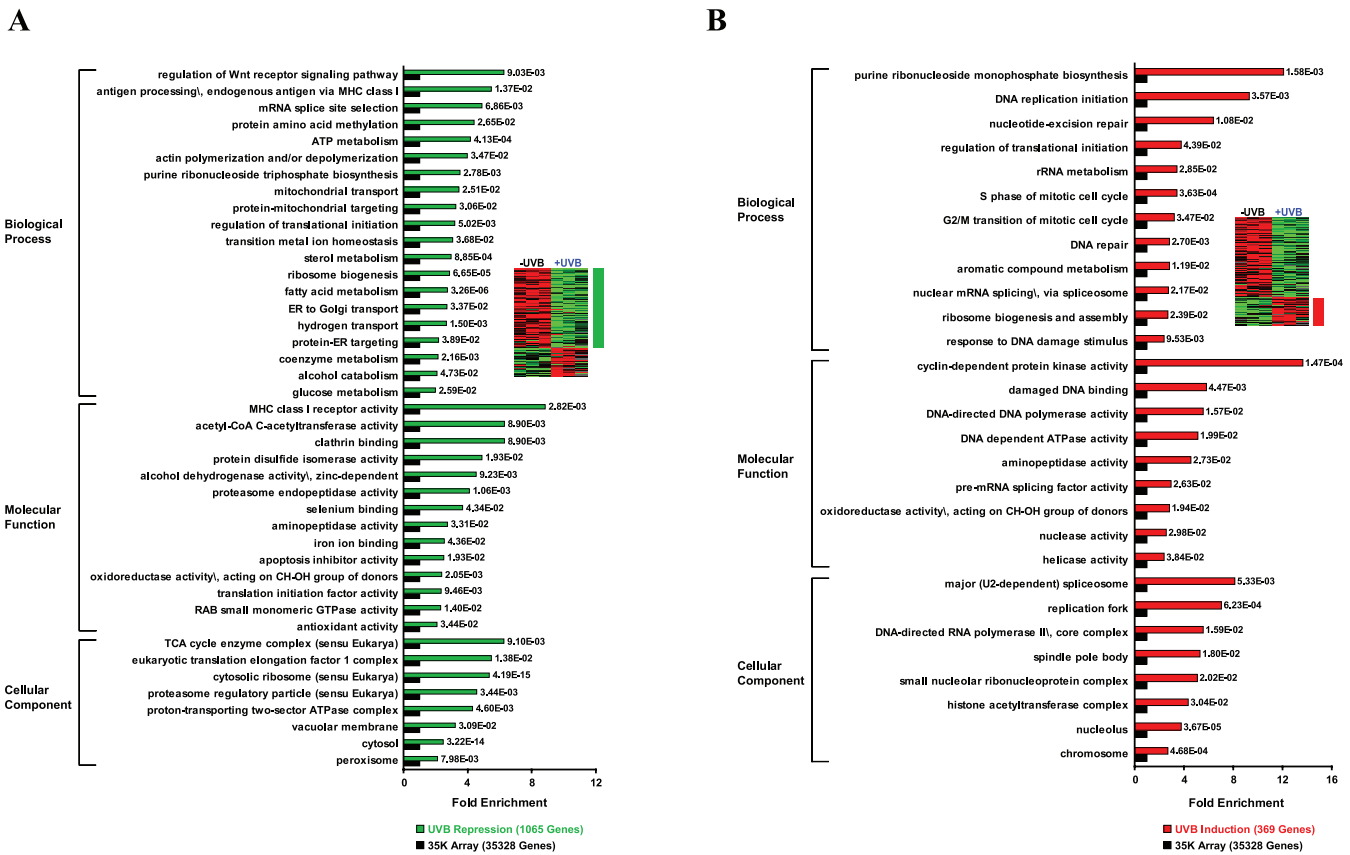 A
Biological
Process
regulation of Wnt receptor signaling pathway 9.03E-03
antigen processing\, endogenous antigen via MHC class I 1.37E-02
mRNA splice site selection 6.86E-03
protein amino acid methylation 2.65E-02
ATP metabolism 4.13E-04
actin polymerization and/or depolymerization 3.47E-02
purine ribonucleoside triphosphate biosynthesis 2.78E-03
mitochondrial transport 2.51E-02
protein-mitochondrial targeting 3.06E-02
regulation of translational initiation 5.02E-03
transition metal ion homeostasis 3.68E-02
sterol metabolism 8.85E-04
ribosome biogenesis 6.65E-05
fatty acid metabolism 3.26E-06
ER to Golgi transport 3.37E-02
hydrogen transport 1.50E-03
protein-ER targeting 3.89E-02
coenzyme metabolism 2.16E-03
alcohol catabolism 4.73E-02
glucose metabolism 2.59E-02
-UVB +UVB
Molecular
Function
MHC class I receptor activity 2.82E-03
acetyl-CoA C-acetyltransferase activity 8.90E-03
clathrin binding 8.90E-03
protein disulfide isomerase activity 1.93E-02
alcohol dehydrogenase activity\, zinc-dependent 9.23E-03
proteasome endopeptidase activity 1.06E-03
selenium binding 4.34E-02
aminopeptidase activity 3.31E-02
iron ion binding 4.36E-02
apoptosis inhibitor activity 1.93E-02
oxidoreductase activity\, acting on CH-OH group of donors 2.05E-03
translation initiation factor activity 9.46E-03
RAB small monomeric GTPase activity 1.40E-02
antioxidant activity 3.44E-02
Cellular
Component
TCA cycle enzyme complex (sensu Eukarya) 9.10E-03
eukaryotic translation elongation factor 1 complex 1.38E-02
cytosolic ribosome (sensu Eukarya) 4.19E-15
proteasome regulatory particle (sensu Eukarya) 3.44E-03
proton-transporting two-sector ATPase complex 4.60E-03
vacuolar membrane 3.09E-02
cytosol 3.22E-14
peroxisome 7.98E-03
0 4 8 12
Fold Enrichment
UVB Repression (1065 Genes)
35K Array (35328 Genes)
B
Biological
Process
purine ribonucleoside monophosphate biosynthesis 1.58E-03
DNA replication initiation 3.57E-03
nucleotide-excision repair 1.08E-02
regulation of translational initiation 4.39E-02
rRNA metabolism 2.85E-02
S phase of mitotic cell cycle 3.63E-04
G2/M transition of mitotic cell cycle 3.47E-02
DNA repair 2.70E-03
aromatic compound metabolism 1.19E-02
nuclear mRNA splicing\, via spliceosome 2.17E-02
ribosome biogenesis and assembly 2.39E-02
response to DNA damage stimulus 9.53E-03
-UVB +UVB
Molecular
Function
cyclin-dependent protein kinase activity 1.47E-04
damaged DNA binding 4.47E-03
DNA-directed DNA polymerase activity 1.57E-02
DNA dependent ATPase activity 1.99E-02
aminopeptidase activity 2.73E-02
pre-mRNA splicing factor activity 2.63E-02
oxidoreductase activity\, acting on CH-OH group of donors 1.94E-02
nuclease activity 2.98E-02
helicase activity 3.84E-02
Cellular
Component
major (U2-dependent) spliceosome 5.33E-03
replication fork 6.23E-04
DNA-directed RNA polymerase II\, core complex 1.59E-02
spindle pole body 1.80E-02
small nucleolar ribonucleoprotein complex 2.02E-02
histone acetyltransferase complex 3.04E-02
nucleolus 3.67E-05
chromosome 4.68E-04
0 4 8 12 16
Fold Enrichment
UVB Induction (369 Genes)
35K Array (35328 Genes)